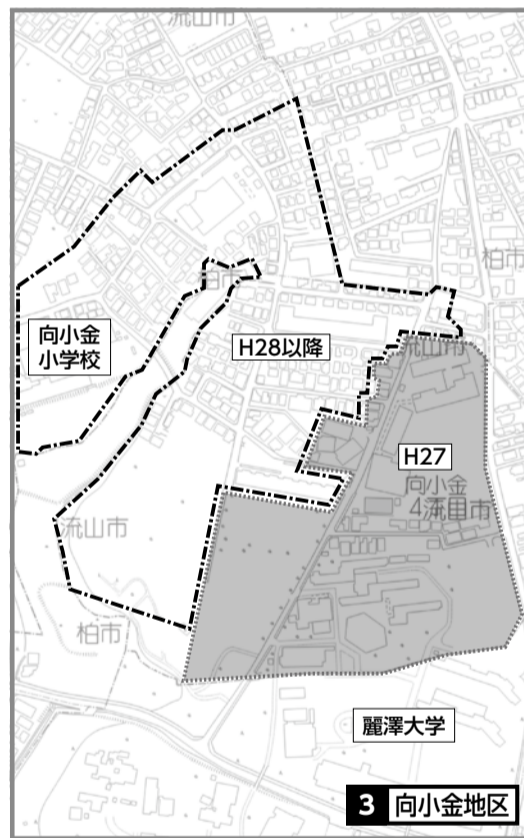 流山市
柏市
柏市
向小金
小学校
H28以降
流山市
H27
向小金
4流目市
流山市
柏市
麗澤大学
3 向小金地区